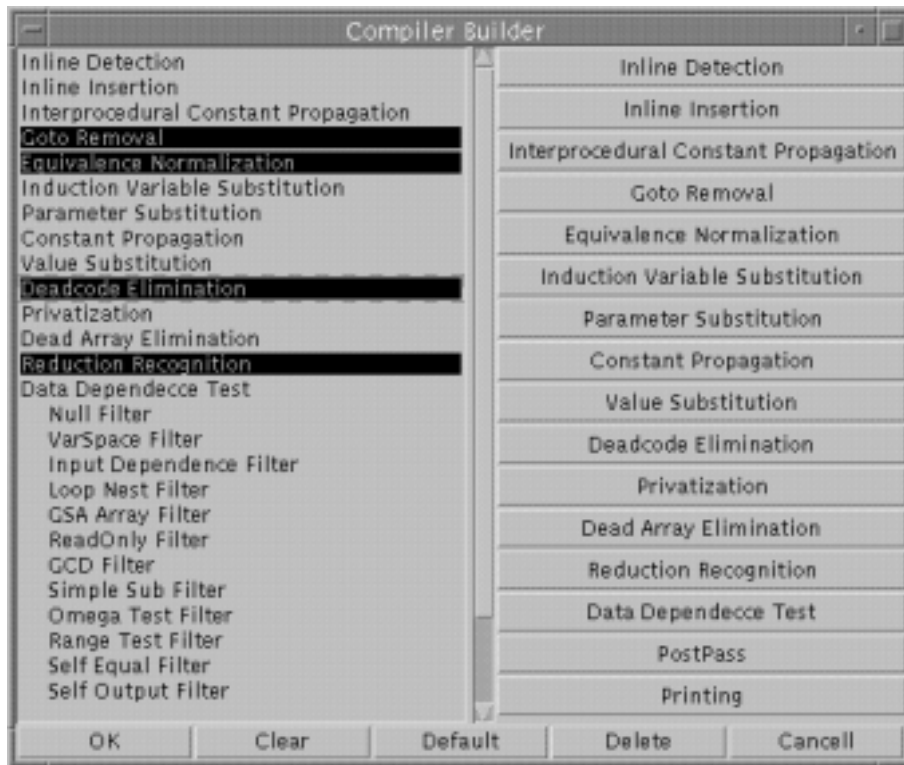 Compiler Builder
Inline Detection
Inline Insertion
Interprocedural Constant Propagation
Goto Removal
Equivalence Normalization
Induction Variable Substitution
Parameter Substitution
Constant Propagation
Value Substitution
Deadcode Elimination
Privatization
Dead Array Elimination
Reduction Recognition
Data Dependecce Test
Null Filter
VarSpace Filter
Input Dependence Filter
Loop Nest Filter
GSA Array Filter
ReadOnly Filter
GCD Filter
Simple Sub Filter
Omega Test Filter
Range Test Filter
Self Equal Filter
Self Output Filter
Inline Detection
Inline Insertion
Interprocedural Constant Propagation
Goto Removal
Equivalence Normalization
Induction Variable Substitution
Parameter Substitution
Constant Propagation
Value Substitution
Deadcode Elimination
Privatization
Dead Array Elimination
Reduction Recognition
Data Dependecce Test
PostPass
Printing
OK Clear Default Delete Cancell